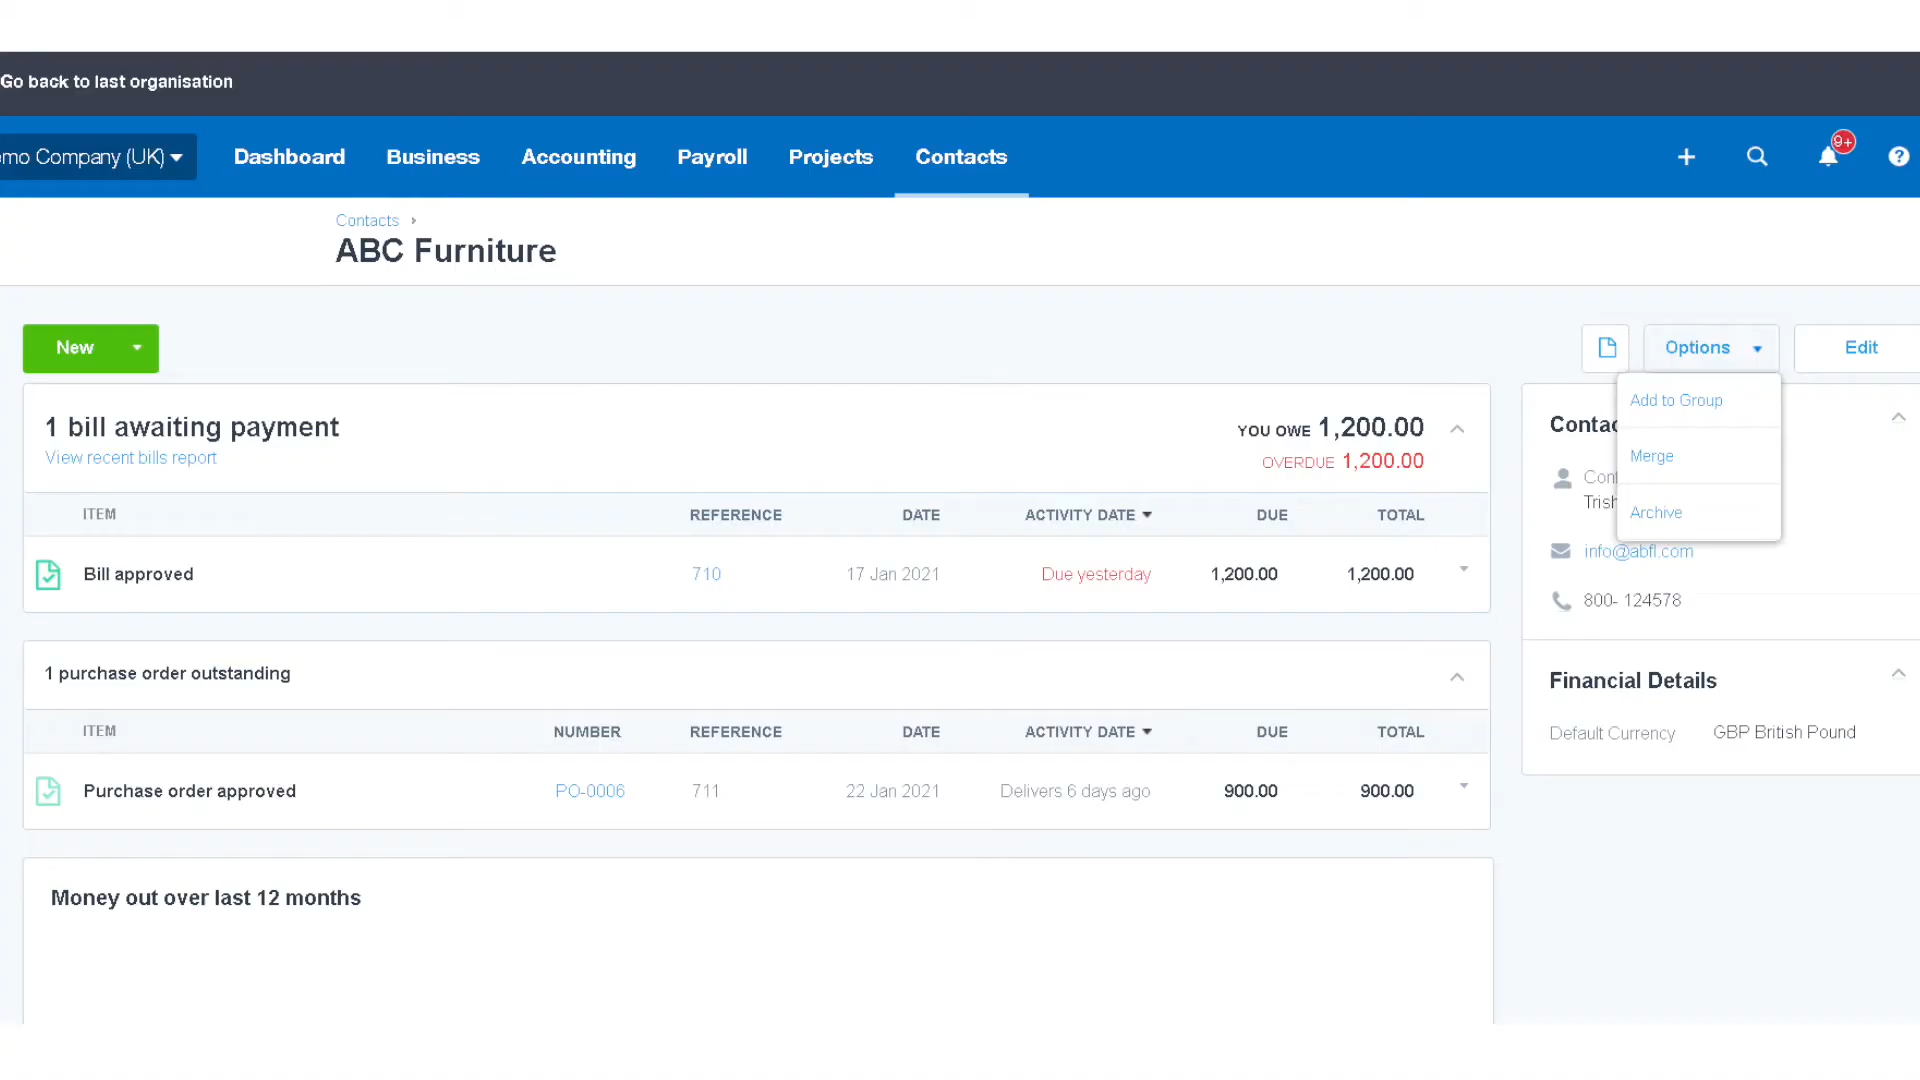 Go back to last organisation
mo Company (UK)
Dashboard
Business
Accounting
Payroll
Projects
Contacts
9+
?
Contacts
ABC Furniture
New
Options
Edit
Add to Group
Merge
Archive
1 bill awaiting payment
YOU OWE 1,200.00
View recent bills report
OVERDUE 1,200.00
ITEM REFERENCE DATE ACTIVITY DATE DUE TOTAL
Bill approved 710 17 Jan 2021 Due yesterday 1,200.00 1,200.00
1 purchase order outstanding
ITEM NUMBER REFERENCE DATE ACTIVITY DATE DUE TOTAL
Purchase order approved PO-0006 711 22 Jan 2021 Delivers 6 days ago 900.00 900.00
Money out over last 12 months
Contac
Cont
Trish
info@abfl.com
800- 124578
Financial Details
Default Currency GBP British Pound